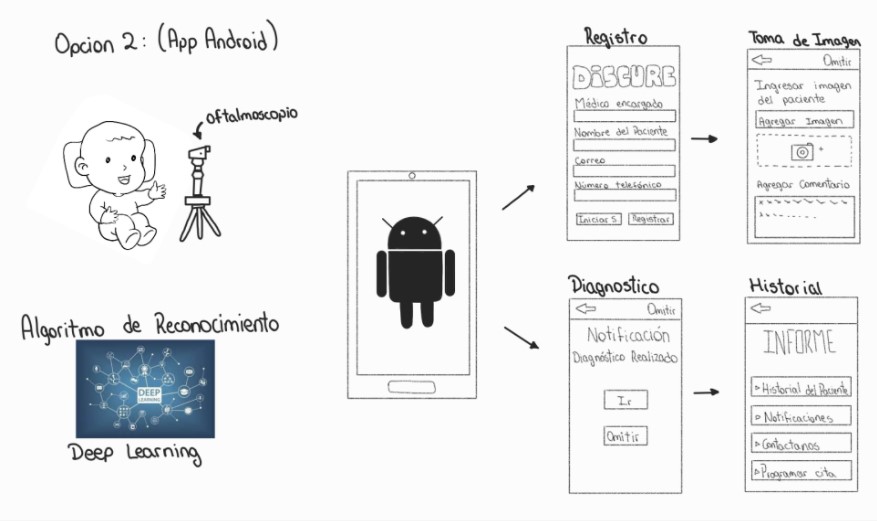 Opcion 2: (App Android)
oftalmoscopio
Algoritmo de Reconocimiento
DEEP
LEARNING
Deep Learning
Registro
DISCURE
Médico encargado
Nombre del Paciente
Correo
Número telefónico
Iniciar S.
Registrar
Toma de Imagen
Omitir
Ingresar imagen
del paciente
Agregar Imagen
Agregar Comentario
Diagnostico
Omitir
Notificación
Diagnóstico Realizado
Ir
Omitir
Historial
INFORME
Historial del Paciente
Notificaciones
Contactanos
Programar cita